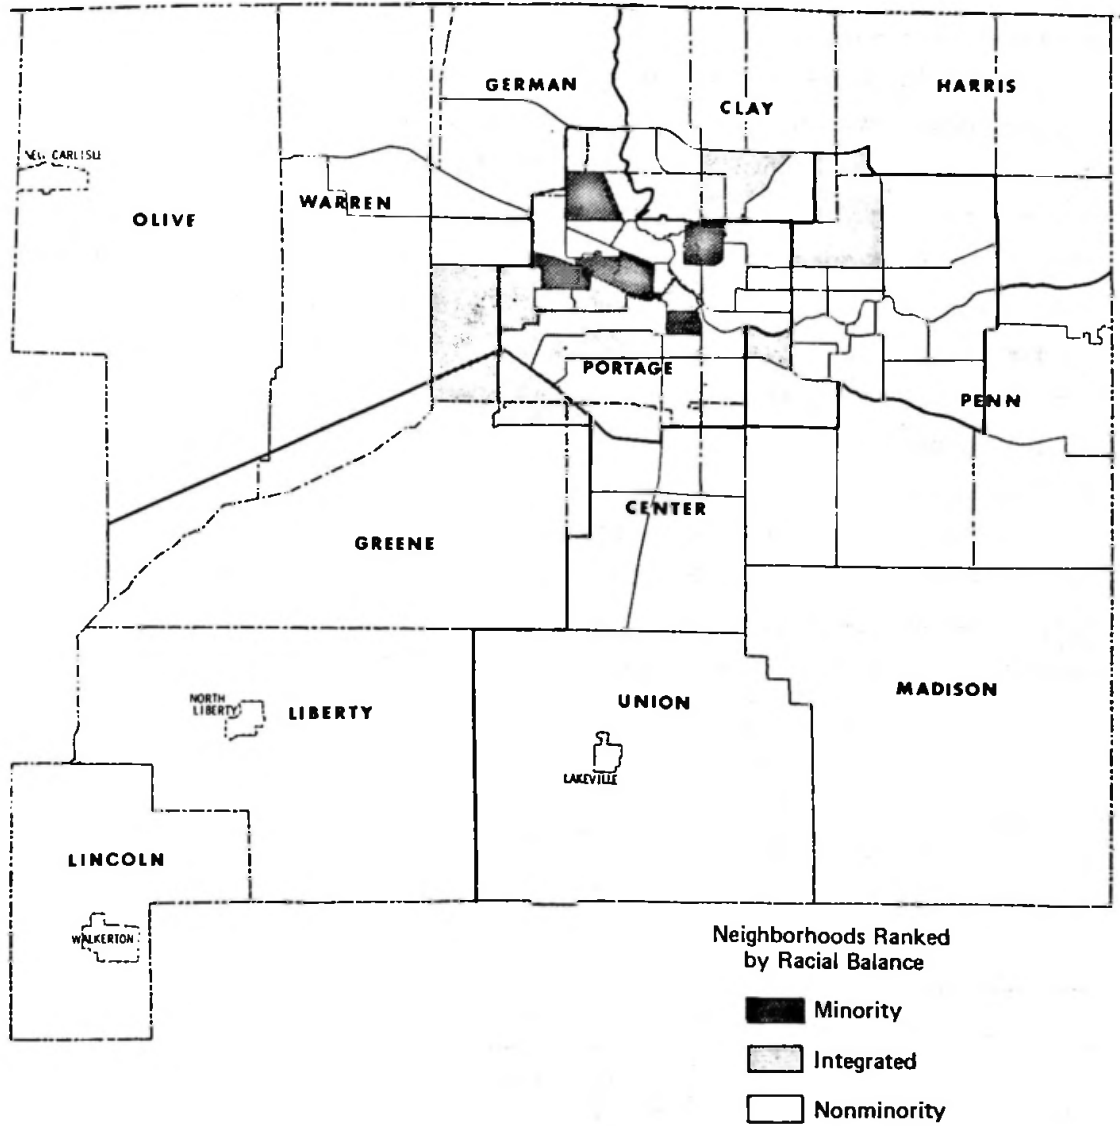 GERMAN
CLAY
HARRIS
NEW CARLISLE
OLIVE
WARREN
PORTAGE
PENN
CENTER
GREENE
NORTH
LIBERTY
LIBERTY
UNION
MADISON
LAKEVILLE
LINCOLN
WALKERTON
Neighborhoods Ranked
by Racial Balance
Minority
Integrated
Nonminority